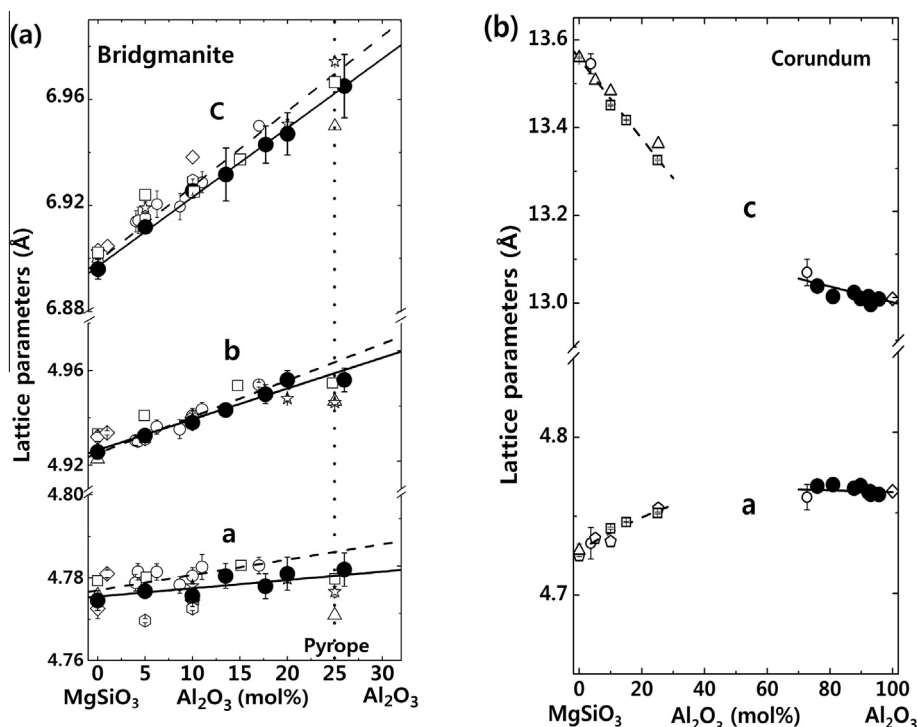 (a)
Bridgmanite
c
b
a
Pyrope
Lattice parameters (Å)
6.96
6.92
6.88
4.96
4.92
4.80
4.78
4.76
0 5 10 15 20 25 30
MgSiO₃ Al₂O₃ (mol%) Al₂O₃
(b)
Corundum
c
a
Lattice parameters (Å)
13.6
13.4
13.2
13.0
4.8
4.7
0 20 40 60 80 100
MgSiO₃ Al₂O₃ (mol%) Al₂O₃